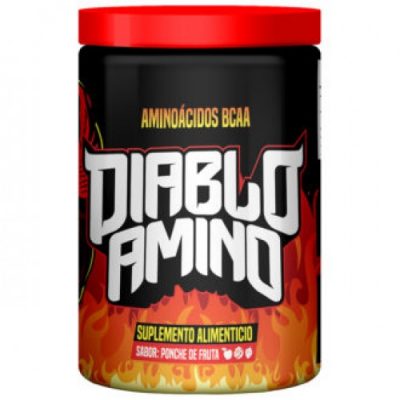 AMINOÁCIDOS BCAA
DIABLO
AMINO
SUPLEMENTO ALIMENTICIO
SABOR: PONCHE DE FRUTA